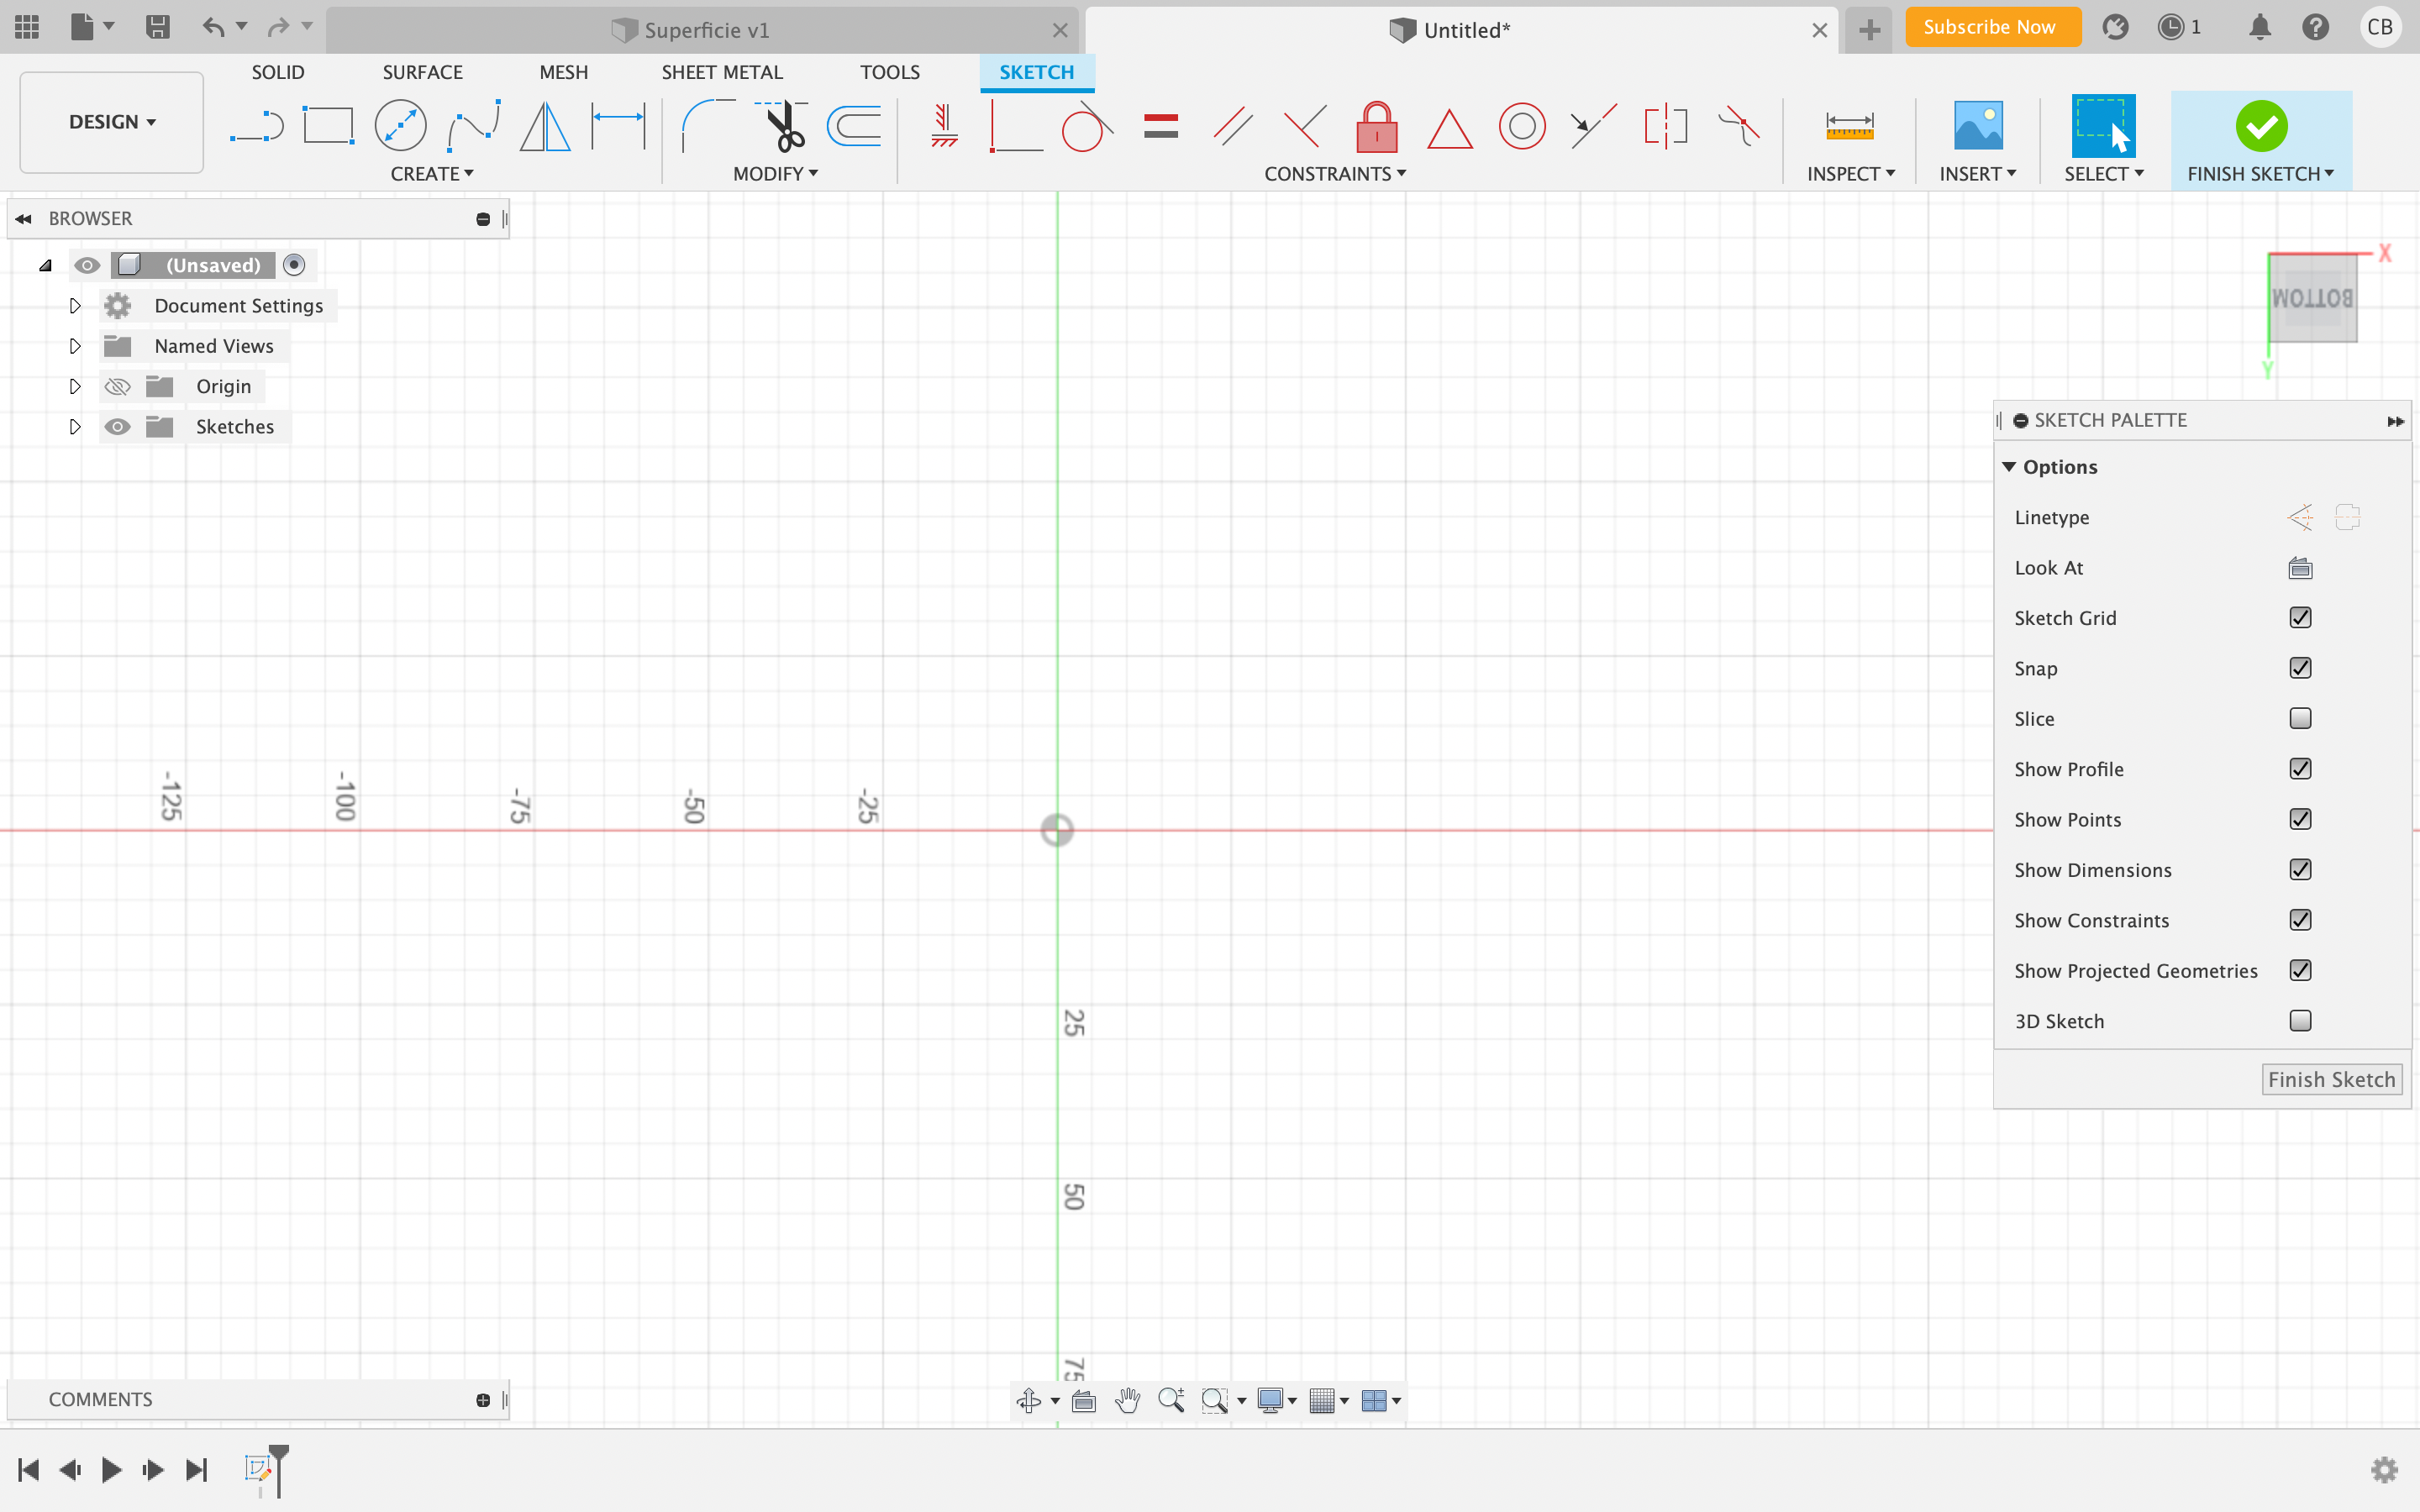 Superficie v1
Untitled*
Subscribe Now
1
CB
DESIGN
SOLID
SURFACE
MESH
SHEET METAL
TOOLS
SKETCH
CREATE
MODIFY
CONSTRAINTS
INSPECT
INSERT
SELECT
FINISH SKETCH
BROWSER
(Unsaved)
Document Settings
Named Views
Origin
Sketches
X
BOTTOM
Y
SKETCH PALETTE
Options
Linetype
Look At
Sketch Grid
Snap
Slice
Show Profile
Show Points
Show Dimensions
Show Constraints
Show Projected Geometries
3D Sketch
Finish Sketch
-125
-100
-75
-50
-25
25
50
75
COMMENTS